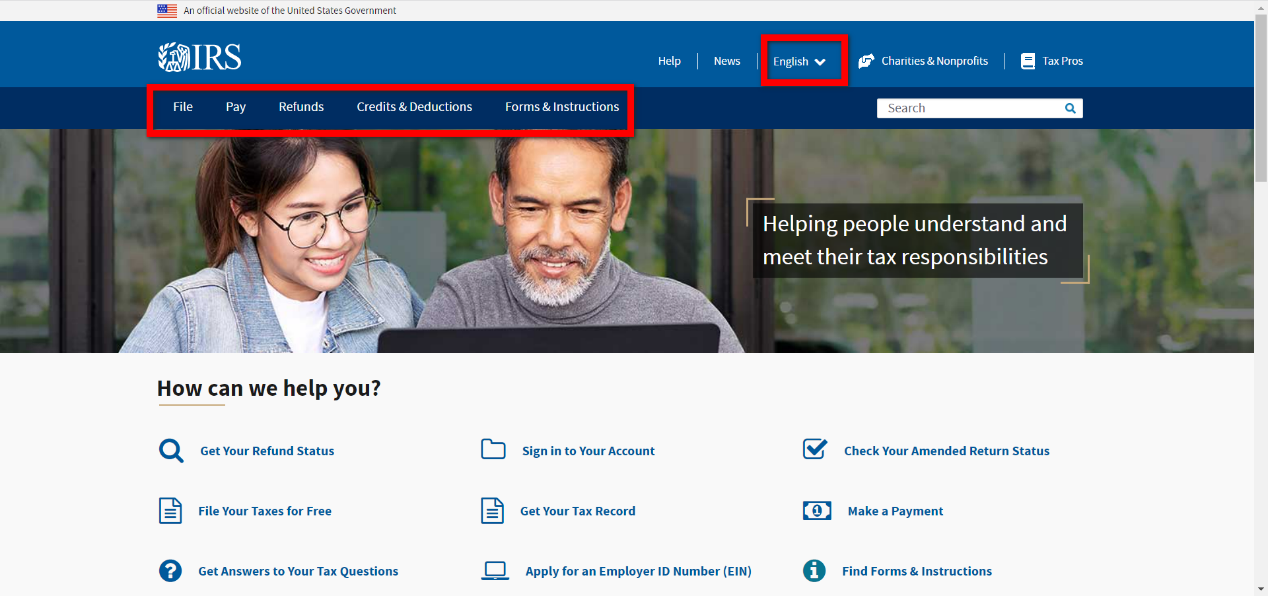 An official website of the United States Government
IRS
Help
News
English
Charities & Nonprofits
Tax Pros
File
Pay
Refunds
Credits & Deductions
Forms & Instructions
Search
Helping people understand and
meet their tax responsibilities
How can we help you?
Get Your Refund Status
Sign in to Your Account
Check Your Amended Return Status
File Your Taxes for Free
Get Your Tax Record
1
Make a Payment
?
Get Answers to Your Tax Questions
Apply for an Employer ID Number (EIN)
i
Find Forms & Instructions